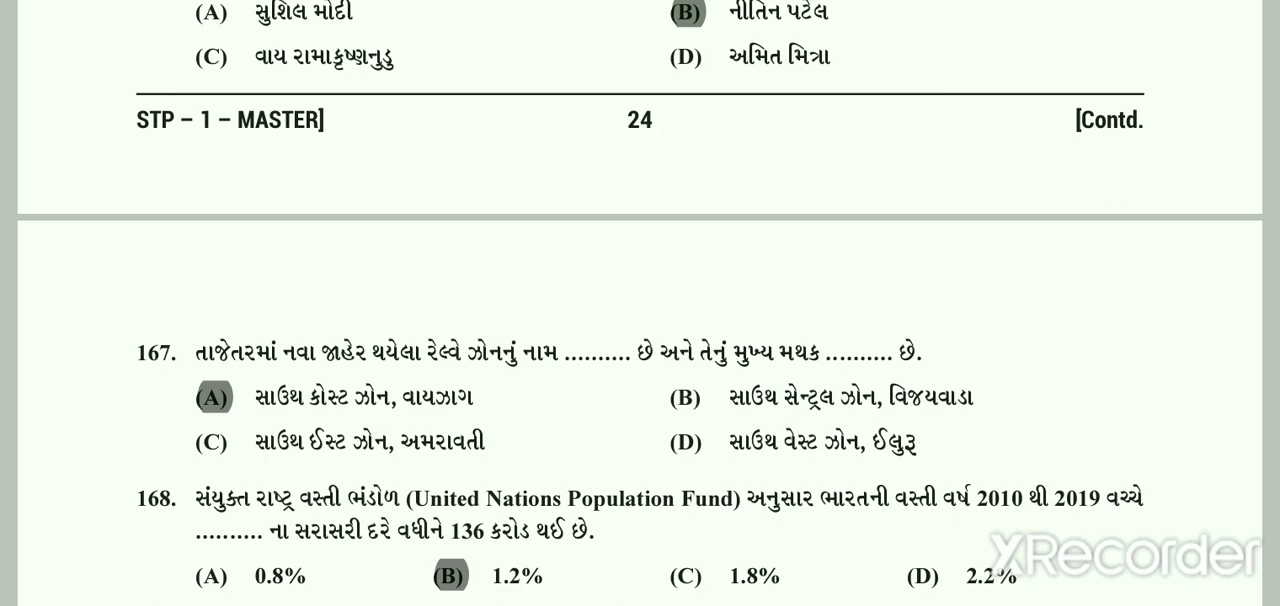 (A) સુશિલ મોદી (B) નીતિન પટેલ
(C) વાય રામાકૃષ્ણનુડુ (D) અમિત મિત્રા
STP – 1 – MASTER] 24 [Contd.
167. તાજેતરમાં નવા જાહેર થયેલા રેલ્વે ઝોનનું નામ .......... છે અને તેનું મુખ્ય મથક .......... છે.
(A) સાઉથ કોસ્ટ ઝોન, વાયઝાગ (B) સાઉથ સેન્ટ્રલ ઝોન, વિજયવાડા
(C) સાઉથ ઈસ્ટ ઝોન, અમરાવતી (D) સાઉથ વેસ્ટ ઝોન, ઈલુરૂ
168. સંયુક્ત રાષ્ટ્ર વસ્તી ભંડોળ (United Nations Population Fund) અનુસાર ભારતની વસ્તી વર્ષ 2010 થી 2019 વચ્ચે
.......... ના સરાસરી દરે વધીને 136 કરોડ થઈ છે.
(A) 0.8% (B) 1.2% (C) 1.8% (D) 2.2%
XRecorder